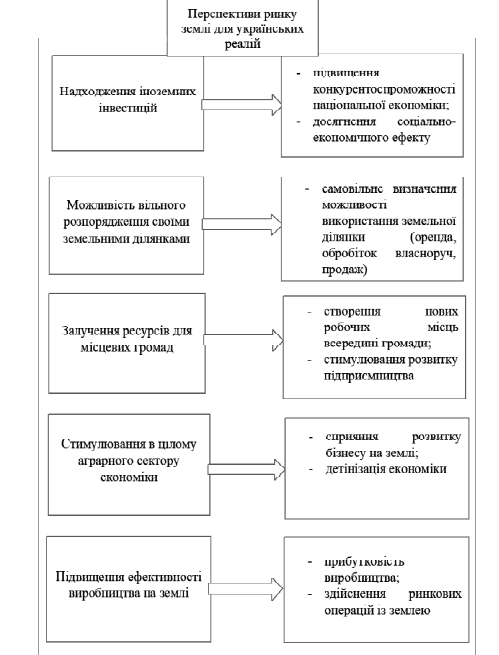 Перспективи ринку
землі для українських
реалій
Надходження іноземних
інвестицій
- підвищення
конкурентоспроможності
національної економіки;
- досягнення соціально-
економічного ефекту
Можливість вільного
розпорядження своїми
земельними ділянками
- самовільне визначення
можливості
використання земельної
ділянки (оренда,
обробіток власноруч,
продаж)
Залучення ресурсів для
місцевих громад
- створення нових
робочих місць
всередині громади;
- стимулювання розвитку
підприємництва
Стимулювання в цілому
аграрного сектору
економіки
- сприяння розвитку
бізнесу на землі;
- детінізація економіки
Підвищення ефективності
виробництва на землі
- прибутковість
виробництва;
- здійснення ринкових
операцій із землею